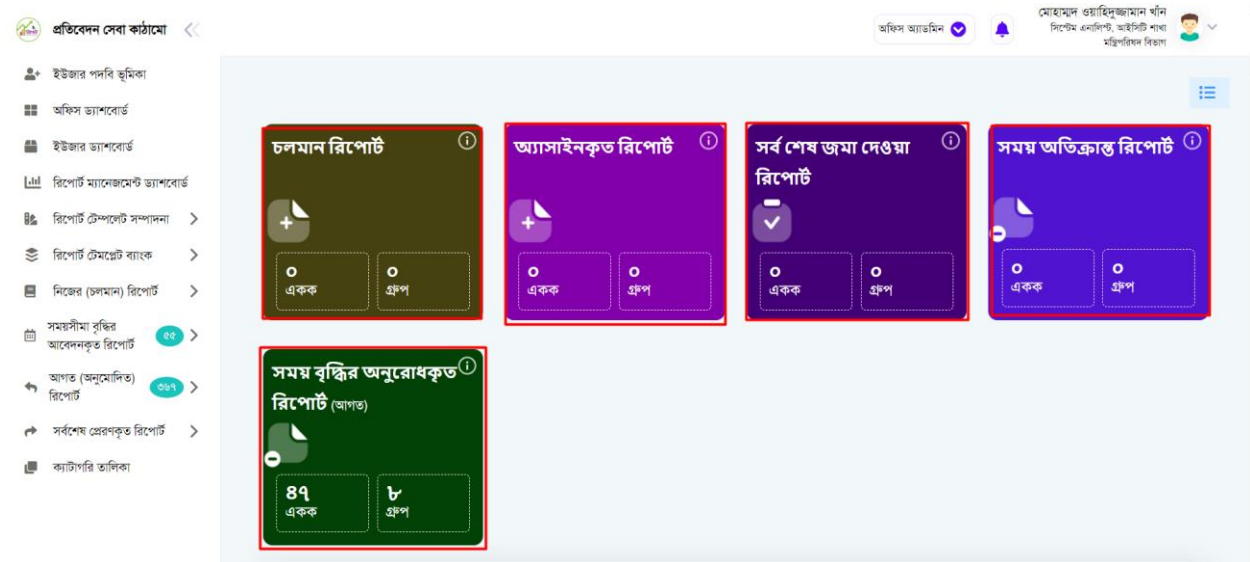 প্রতিবেদন সেবা কাঠামো
অফিস অ্যাডমিন
মোহাম্মদ ওয়াহিদুজ্জামান খাঁন
সিস্টেম এনালিস্ট, আইসিটি শাখা
মন্ত্রিপরিষদ বিভাগ
ইউজার পদবি ভূমিকা
অফিস ড্যাশবোর্ড
ইউজার ড্যাশবোর্ড
রিপোর্ট ম্যানেজমেন্ট ড্যাশবোর্ড
রিপোর্ট টেম্পলেট সম্পাদনা
রিপোর্ট টেমপ্লেট ব্যাংক
নিজের (চলমান) রিপোর্ট
সময়সীমা বৃদ্ধির
আবেদনকৃত রিপোর্ট
৫৫
আগত (অনুমোদিত)
রিপোর্ট
৩৬৭
সর্বশেষ প্রেরণকৃত রিপোর্ট
ক্যাটাগরি তালিকা
চলমান রিপোর্ট
০ ০
একক গ্রুপ
অ্যাসাইনকৃত রিপোর্ট
০ ০
একক গ্রুপ
সর্ব শেষ জমা দেওয়া
রিপোর্ট
০ ০
একক গ্রুপ
সময় অতিক্রান্ত রিপোর্ট
০ ০
একক গ্রুপ
সময় বৃদ্ধির অনুরোধকৃত
রিপোর্ট (আগত)
৪৭ ৮
একক গ্রুপ